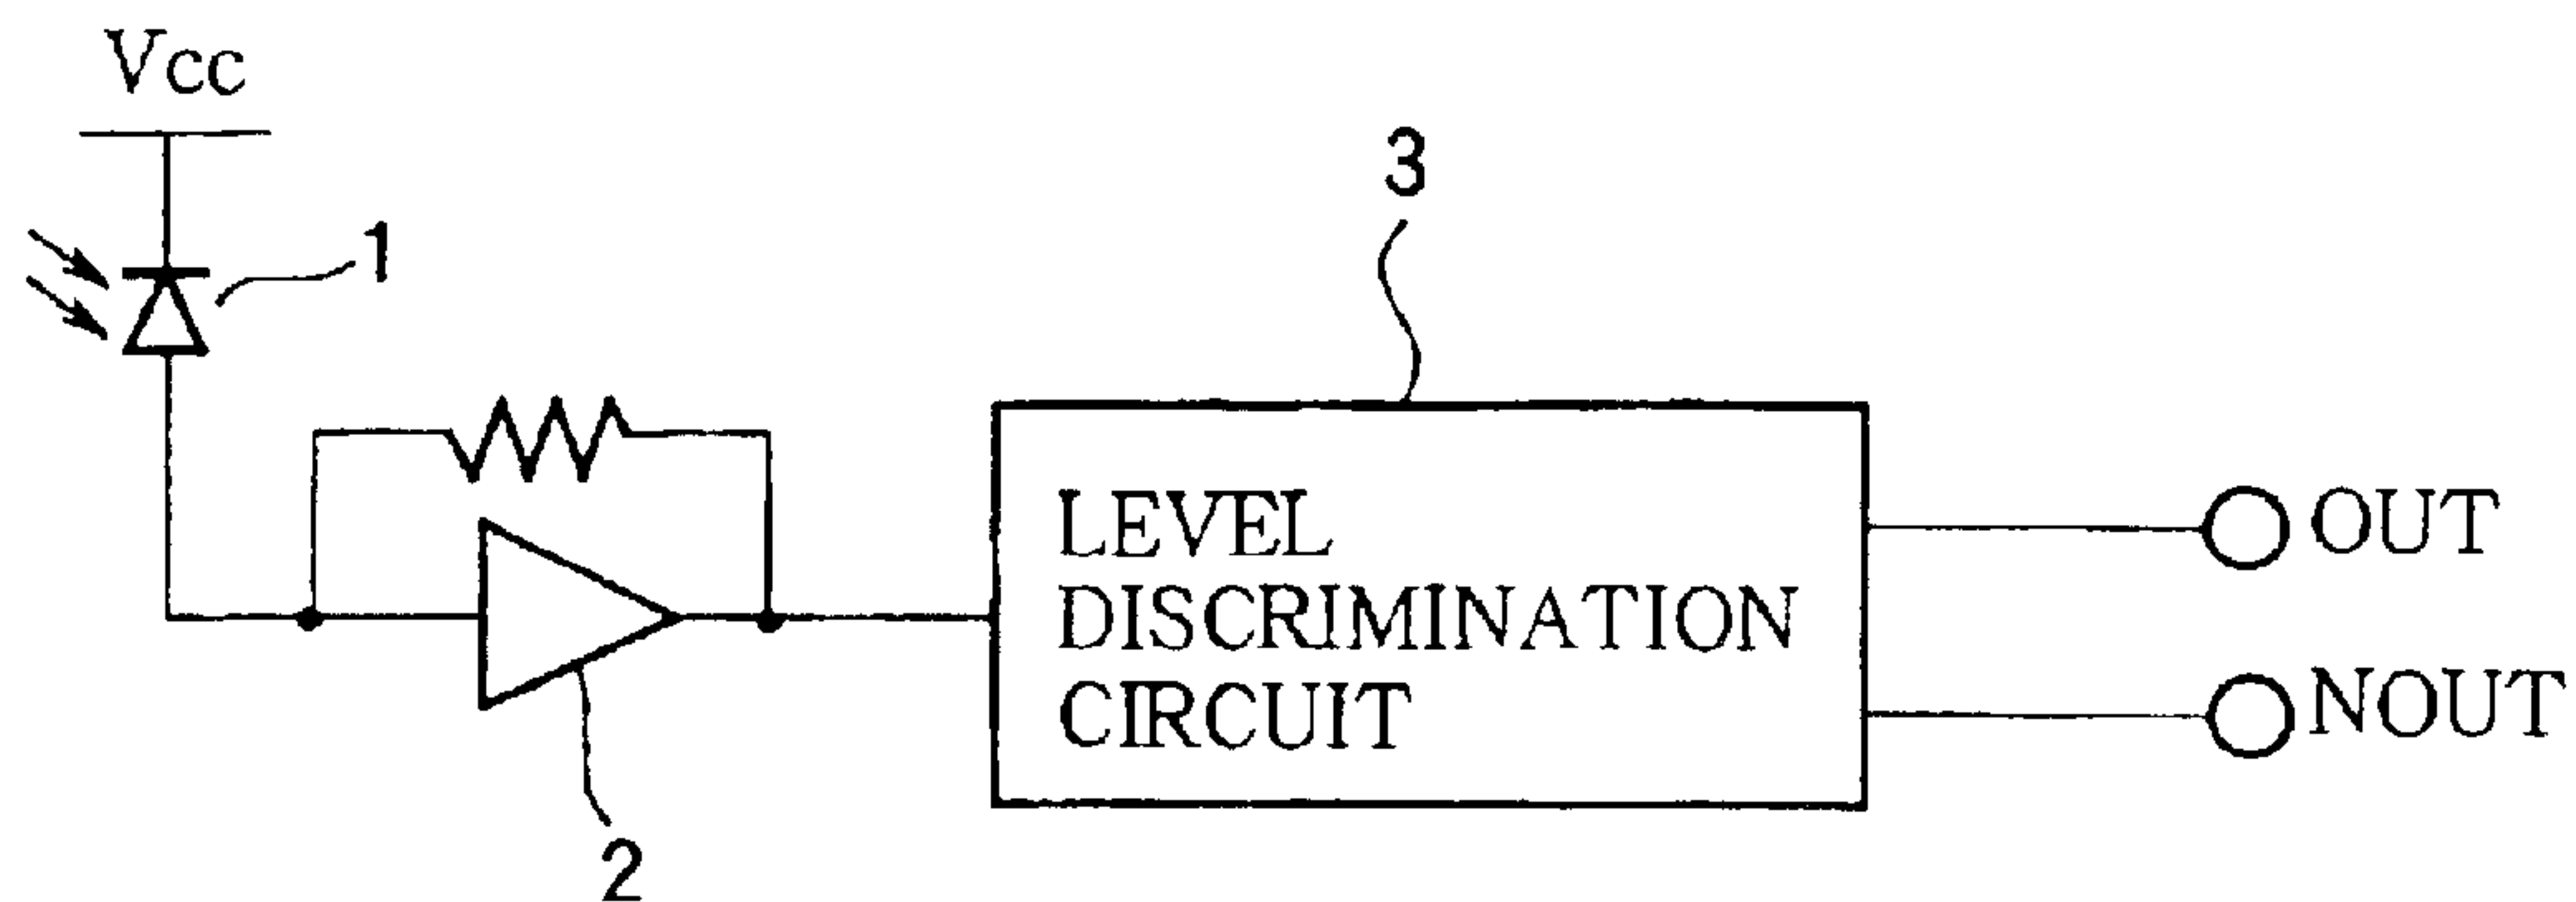 Vcc
1
3
LEVEL
DISCRIMINATION
CIRCUIT
OUT
NOUT
2